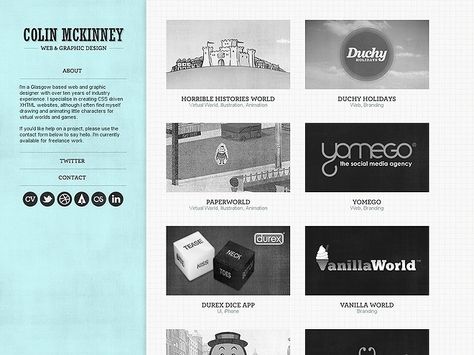 COLIN MCKINNEY
WEB & GRAPHIC DESIGN
ABOUT
I'm a Glasgow based web and graphic
designer with over ten years of industry
experience. I specialise in creating CSS driven
XHTML websites, although I often find myself
drawing and animating little characters for
virtual worlds and games.
If you'd like help on a project, please use the
contact form below to say hello. I'm currently
available for freelance work.
TWITTER
CONTACT
CV
HORRIBLE HISTORIES WORLD
Virtual World, Illustration, Animation
Duchy
HOLIDAYS
DUCHY HOLIDAYS
Web, Branding
PAPERWORLD
Virtual World, Illustration, Animation
yomego
the social media agency
YOMEGO
Web, Branding
TEASE
NECK
TOES
durex
DUREX DICE APP
UI, iPhone
VanillaWorld™
VANILLA WORLD
Branding